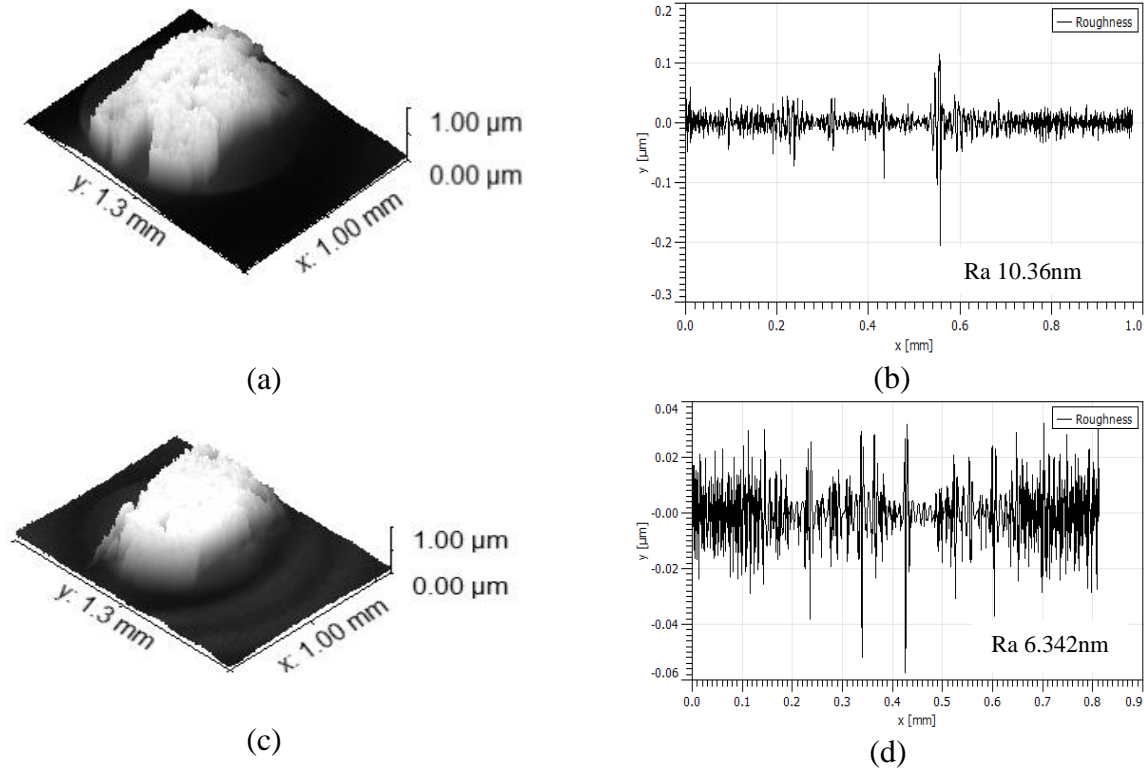 1.00 µm
0.00 µm
y: 1.3 mm
x: 1.00 mm
(a)
0.2
0.1
0.0
-0.1
-0.2
-0.3
y [µm]
Roughness
Ra 10.36nm
0.0 0.2 0.4 0.6 0.8 1.0
x [mm]
(b)
1.00 µm
0.00 µm
y: 1.3 mm
x: 1.00 mm
(c)
0.04
0.02
-0.00
-0.02
-0.04
-0.06
y [µm]
Roughness
Ra 6.342nm
0.0 0.1 0.2 0.3 0.4 0.5 0.6 0.7 0.8 0.9
x [mm]
(d)